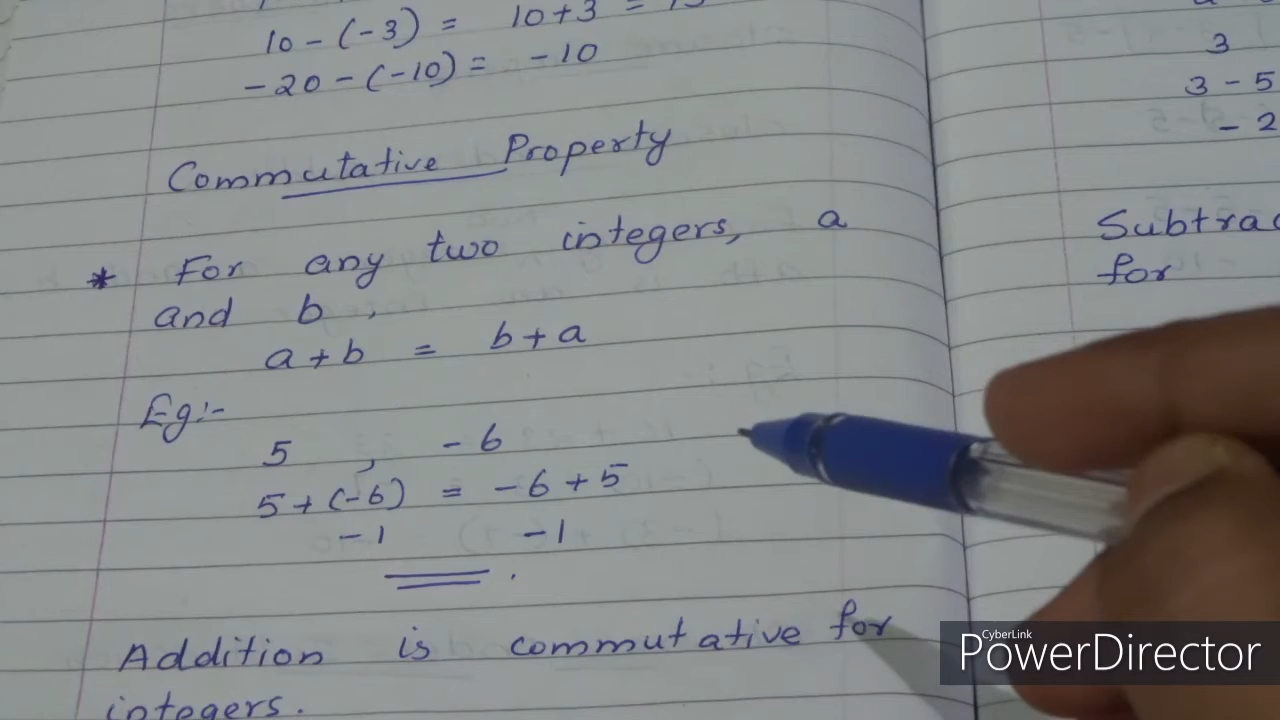 10 - (-3) = 10 + 3 =
-20 - (-10) = -10
Commutative Property
* For any two integers, a
and b,
a + b = b + a
Eg:-
5 , -6
5 + (-6) = -6 + 5
-1 -1
Addition is commutative for
integers.
3
3 - 5
- 2
Subtrac
for
CyberLink
PowerDirector